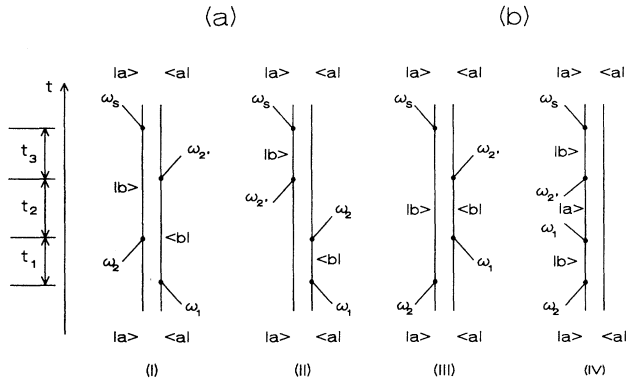 (a) (b)
t |a> <a| |a> <a| |a> <a| |a> <a|
ωs ωs ωs ωs
t3 ω2' |b> ω2' |b>
ω2' ω2'
t2 |b> ω2 |b> <b| |a>
<b| ω1
t1 ω2 <b| ω1 |b>
ω1 ω1 ω2 ω2
|a> <a| |a> <a| |a> <a| |a> <a|
(I) (II) (III) (IV)